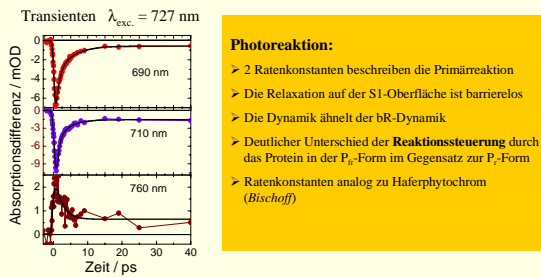 Transienten λexc. = 727 nm
Absorptionsdifferenz / mOD
0
-2
-4
-6
690 nm
0
-3
-6
-9
710 nm
2
1
0
760 nm
0 10 20 30 40
Zeit / ps
Photoreaktion:
➢ 2 Ratenkonstanten beschreiben die Primärreaktion
➢ Die Relaxation auf der S1-Oberfläche ist barrierelos
➢ Die Dynamik ähnelt der bR-Dynamik
➢ Deutlicher Unterschied der Reaktionssteuerung durch
das Protein in der Pfr-Form im Gegensatz zur Pr-Form
➢ Ratenkonstanten analog zu Haferphytochrom
(Bischoff)